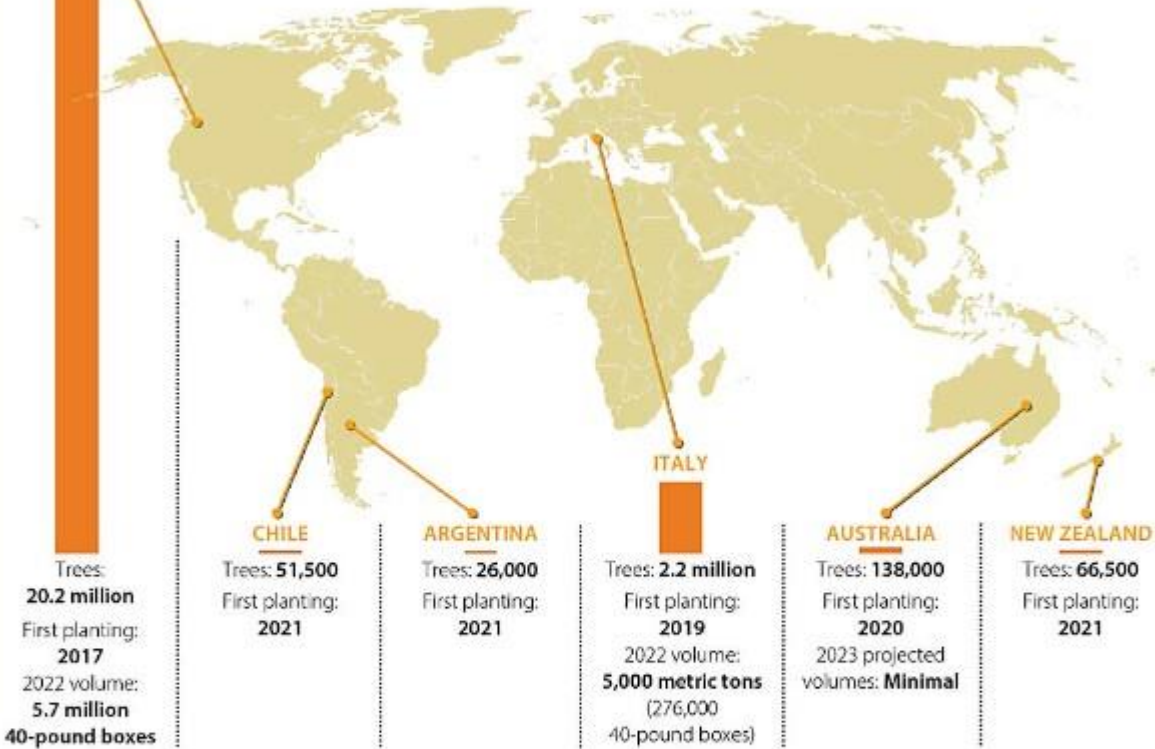 Trees:
20.2 million
First planting:
2017
2022 volume:
5.7 million
40-pound boxes
CHILE
Trees: 51,500
First planting:
2021
ARGENTINA
Trees: 26,000
First planting:
2021
ITALY
Trees: 2.2 million
First planting:
2019
2022 volume:
5,000 metric tons
(276,000
40-pound boxes)
AUSTRALIA
Trees: 138,000
First planting:
2020
2023 projected
volumes: Minimal
NEW ZEALAND
Trees: 66,500
First planting:
2021